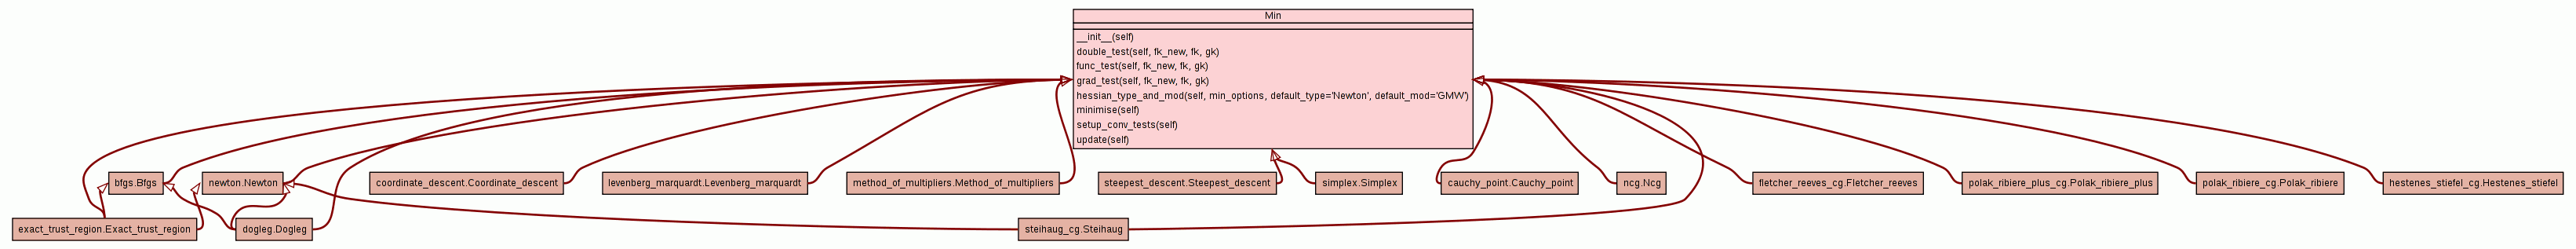 Min
__init__(self)
double_test(self, fk_new, fk, gk)
func_test(self, fk_new, fk, gk)
grad_test(self, fk_new, fk, gk)
hessian_type_and_mod(self, min_options, default_type='Newton', default_mod='GMW')
minimise(self)
setup_conv_tests(self)
update(self)
bfgs.Bfgs
newton.Newton
coordinate_descent.Coordinate_descent
levenberg_marquardt.Levenberg_marquardt
method_of_multipliers.Method_of_multipliers
steepest_descent.Steepest_descent
simplex.Simplex
cauchy_point.Cauchy_point
ncg.Ncg
fletcher_reeves_cg.Fletcher_reeves
polak_ribiere_plus_cg.Polak_ribiere_plus
polak_ribiere_cg.Polak_ribiere
hestenes_stiefel_cg.Hestenes_stiefel
exact_trust_region.Exact_trust_region
dogleg.Dogleg
steihaug_cg.Steihaug